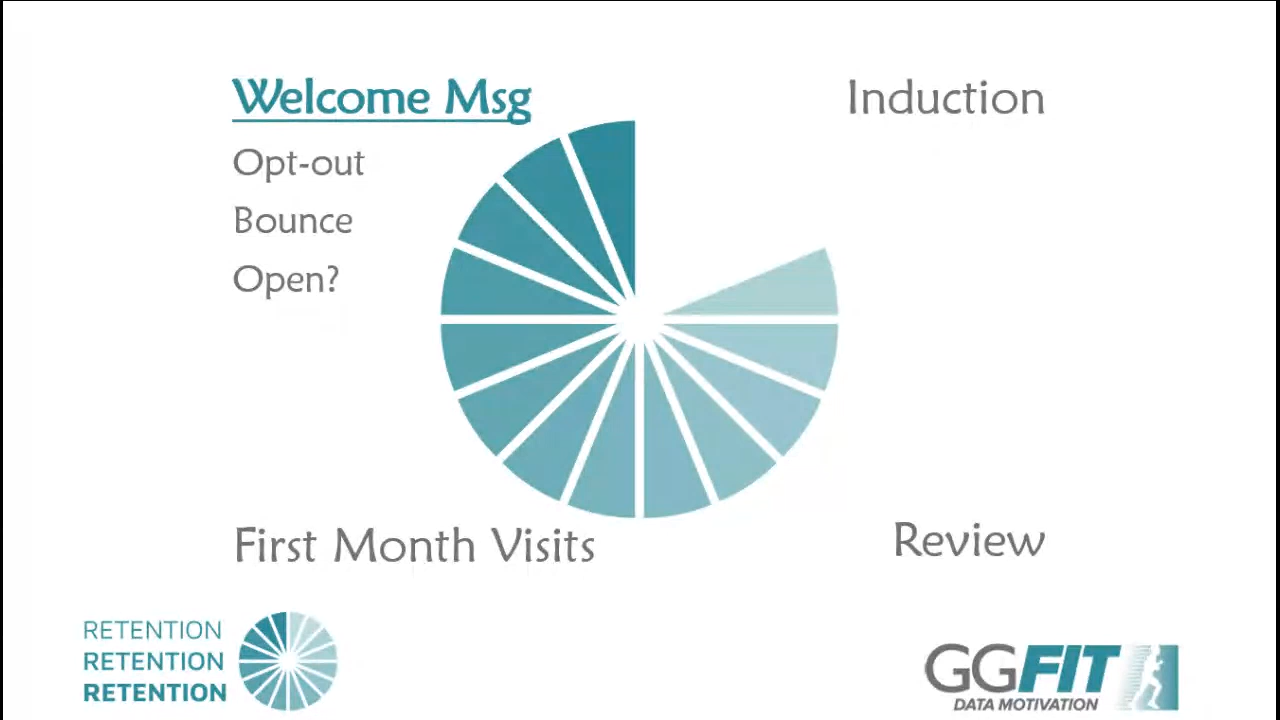 Welcome Msg
Opt-out
Bounce
Open?
Induction
First Month Visits
Review
RETENTION
RETENTION
RETENTION
GGFIT
DATA MOTIVATION